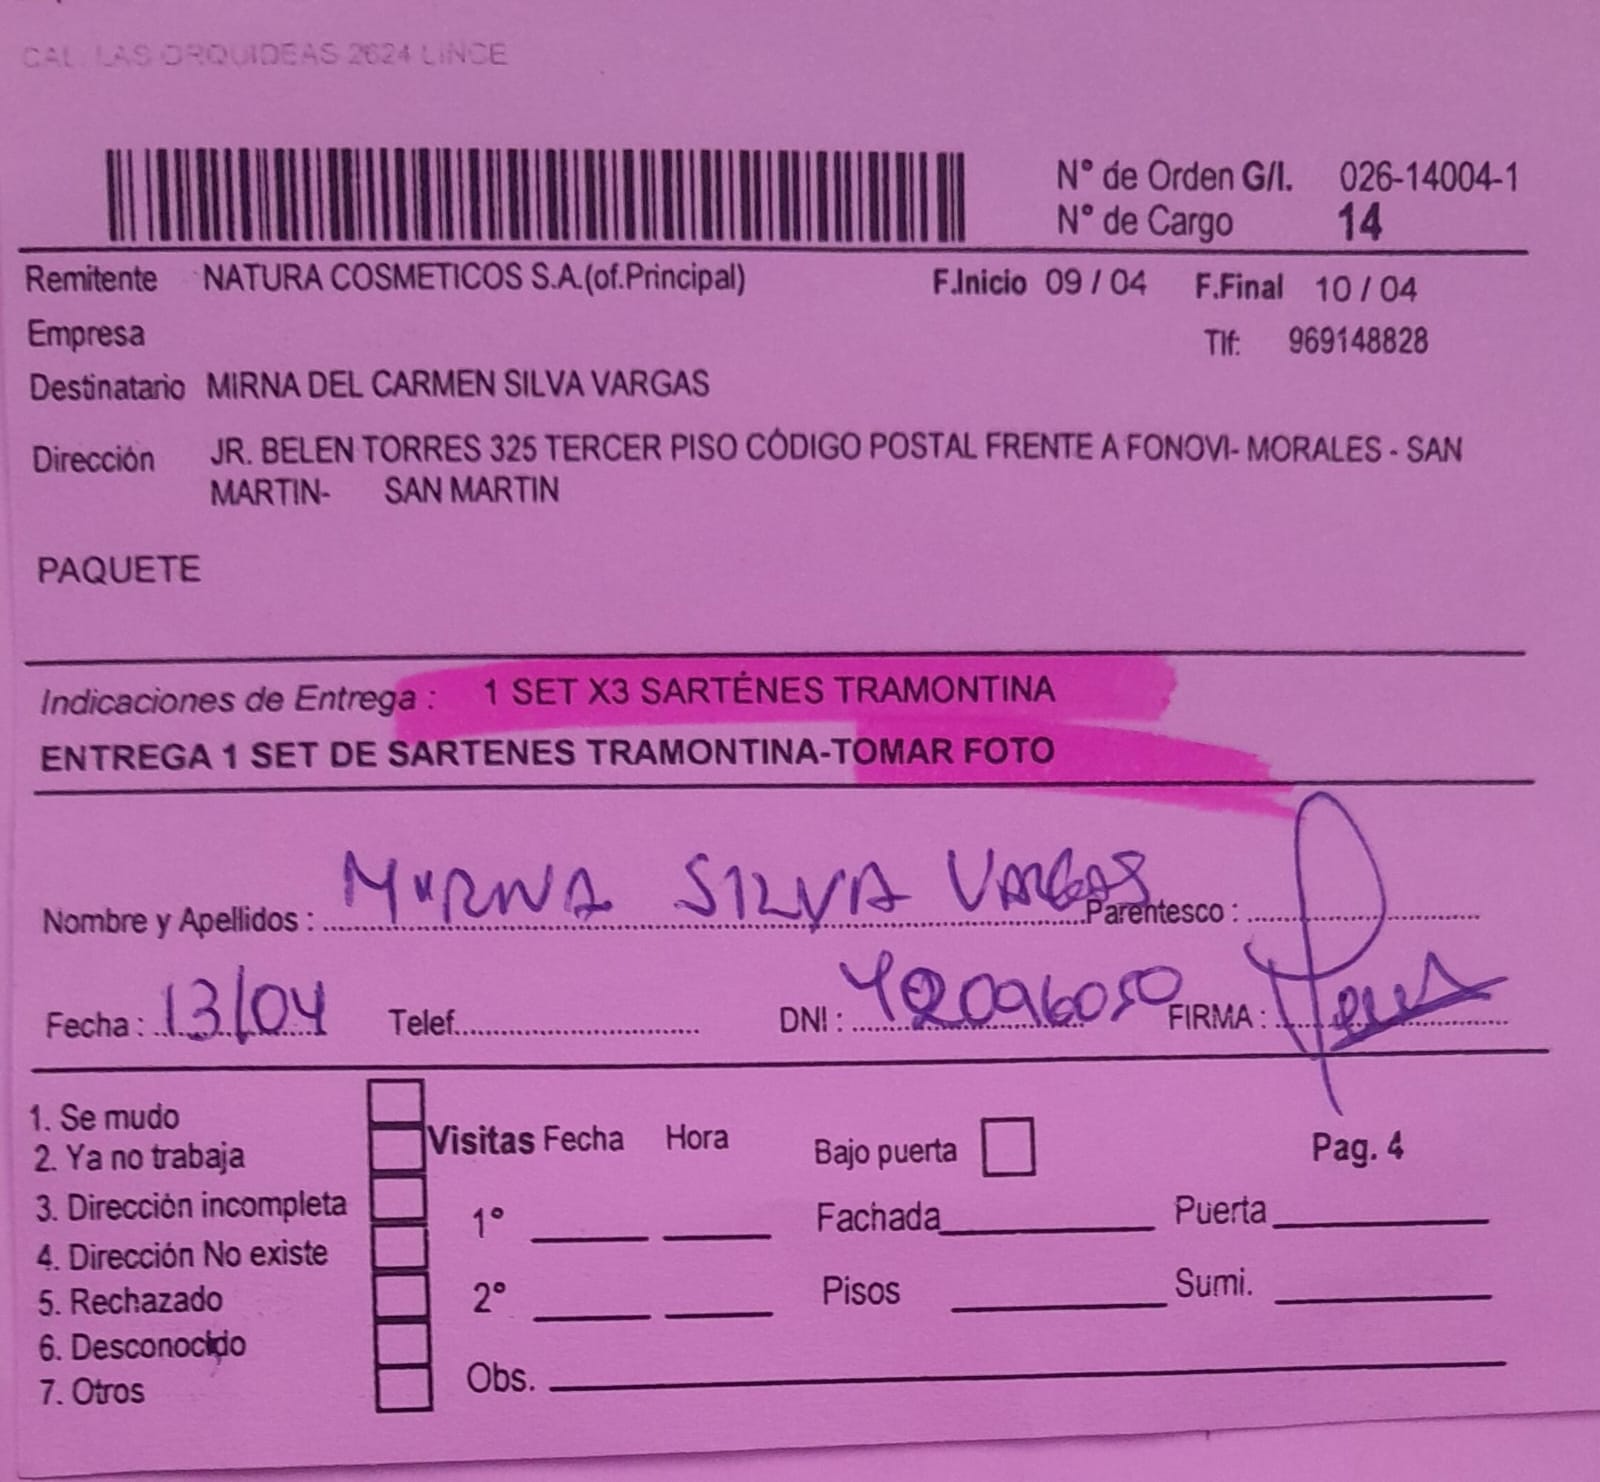 CAL. LAS ORQUIDEAS 2624 LINCE
N° de Orden G/I. 026-14004-1
N° de Cargo 14
Remitente NATURA COSMETICOS S.A.(of.Principal) F.Inicio 09 / 04 F.Final 10 / 04
Empresa Tlf: 969148828
Destinatario MIRNA DEL CARMEN SILVA VARGAS
Dirección JR. BELEN TORRES 325 TERCER PISO CÓDIGO POSTAL FRENTE A FONOVI- MORALES - SAN
MARTIN- SAN MARTIN
PAQUETE
Indicaciones de Entrega : 1 SET X3 SARTÉNES TRAMONTINA
ENTREGA 1 SET DE SARTENES TRAMONTINA-TOMAR FOTO
Nombre y Apellidos : MIRNA SILVA VARGAS Parentesco :
Fecha : 13/04 Telef. DNI : 42096050 FIRMA :
1. Se mudo
2. Ya no trabaja Visitas Fecha Hora Bajo puerta Pag. 4
3. Dirección incompleta 1° Fachada Puerta
4. Dirección No existe
5. Rechazado 2° Pisos Sumi.
6. Desconocido
7. Otros Obs.